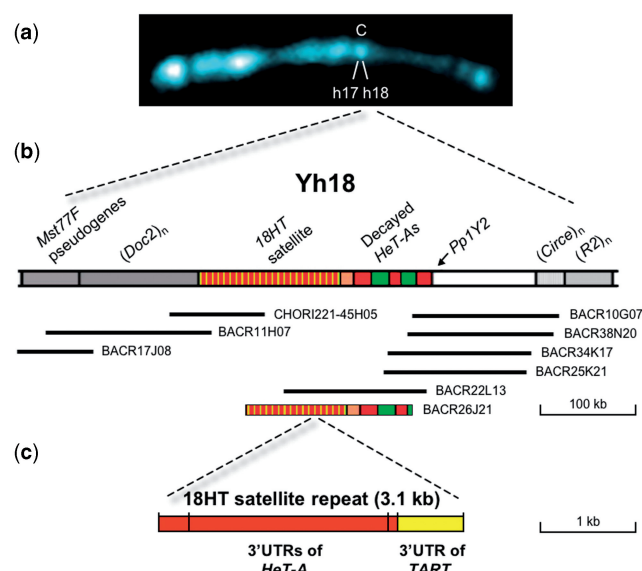 (a)
C
h17 h18
(b)
Yh18
Mst77F
pseudogenes
(Doc2)n
18HT
satellite
Decayed
HeT-As
Pp1Y2
(Circe)n
(R2)n
CHORI221-45H05
BACR10G07
BACR11H07
BACR38N20
BACR17J08
BACR34K17
BACR25K21
BACR22L13
BACR26J21
100 kb
(c)
18HT satellite repeat (3.1 kb)
1 kb
3'UTRs of
HeT-A
3'UTR of
TART